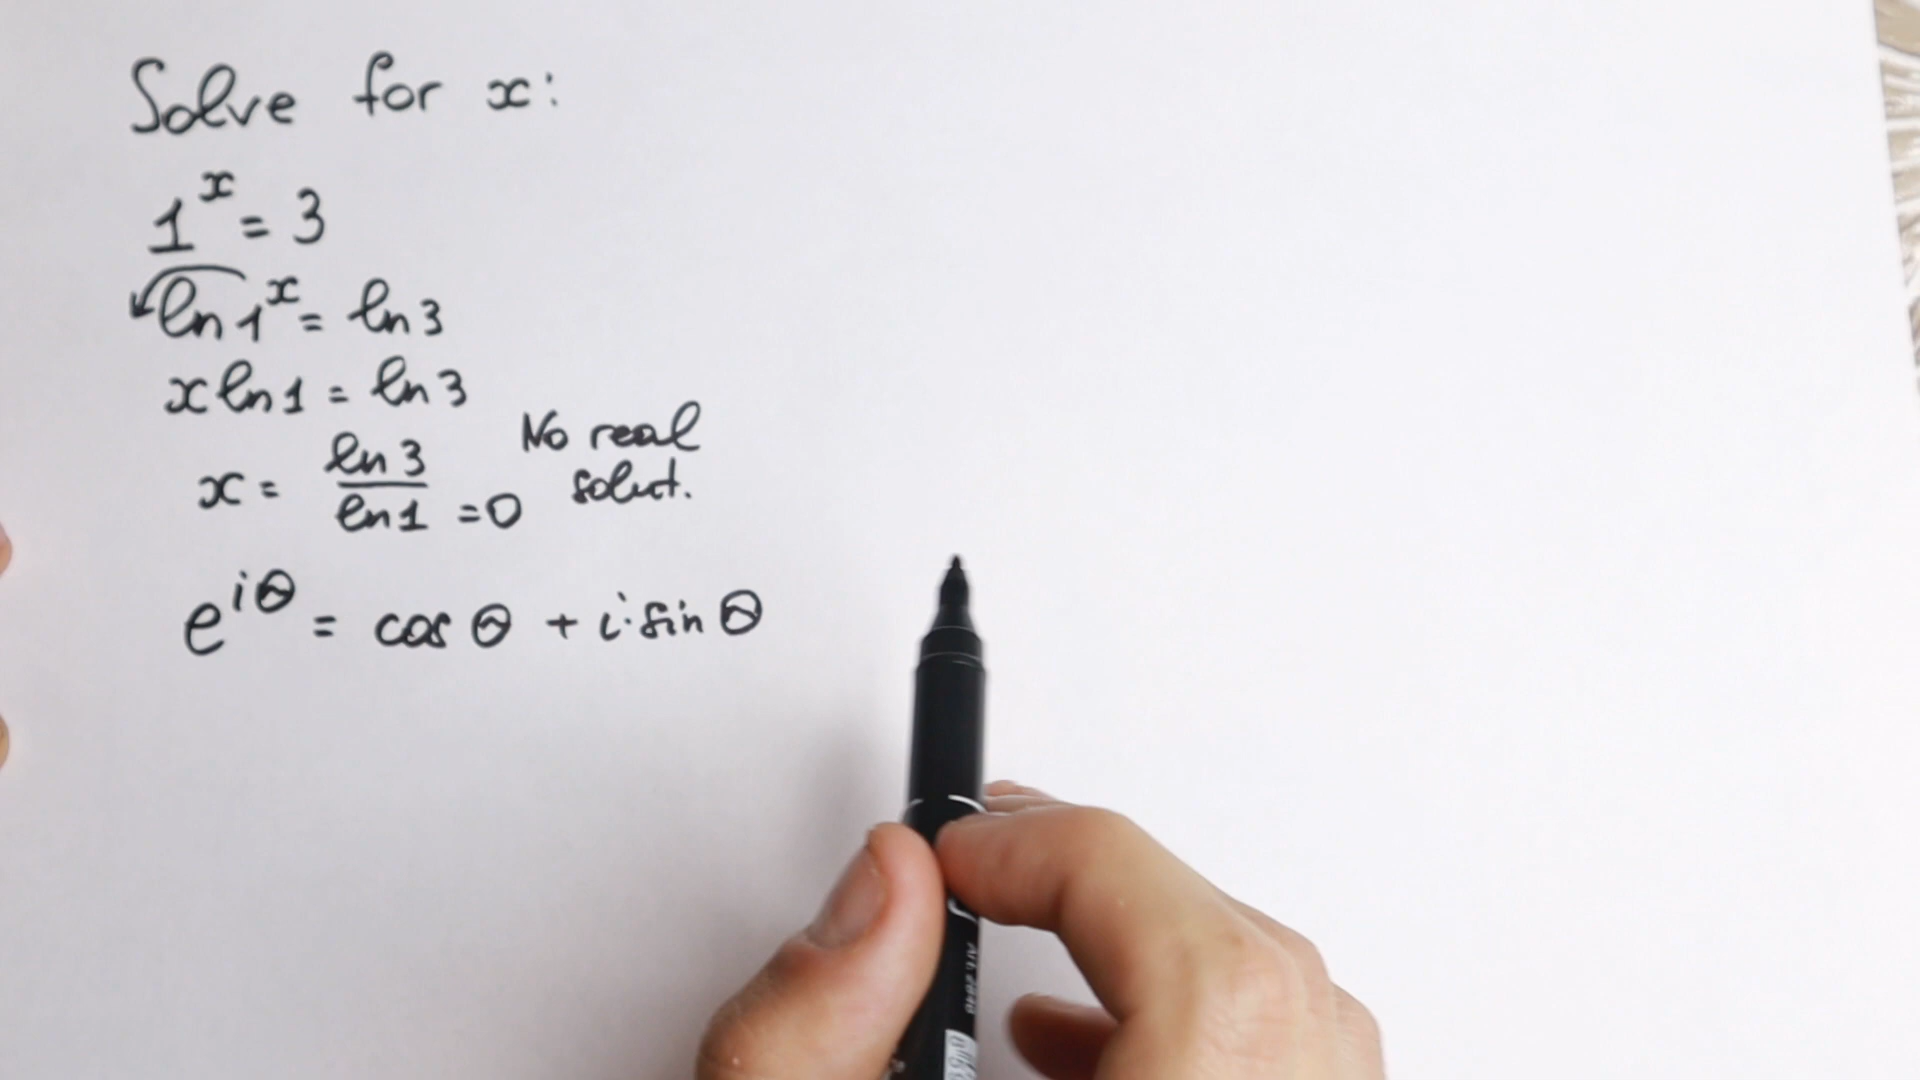 Solve for x:
1^x = 3
ln 1^x = ln 3
x ln 1 = ln 3
x = ln 3 / ln 1 = 0 No real solut.
e^iθ = cos θ + i·sin θ